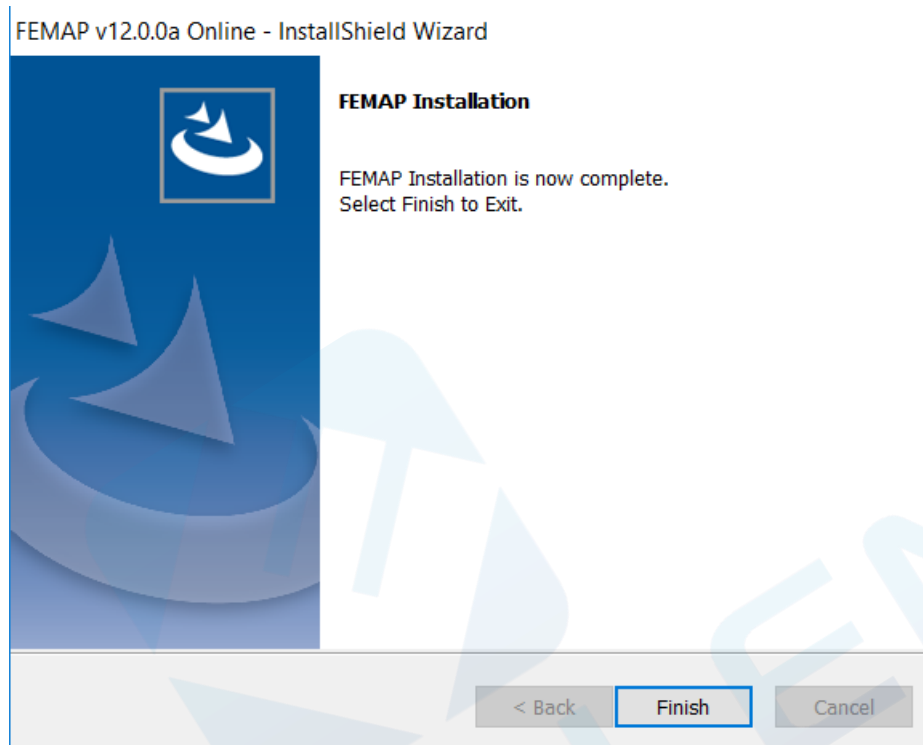 FEMAP v12.0.0a Online - InstallShield Wizard
FEMAP Installation
FEMAP Installation is now complete.
Select Finish to Exit.
< Back
Finish
Cancel